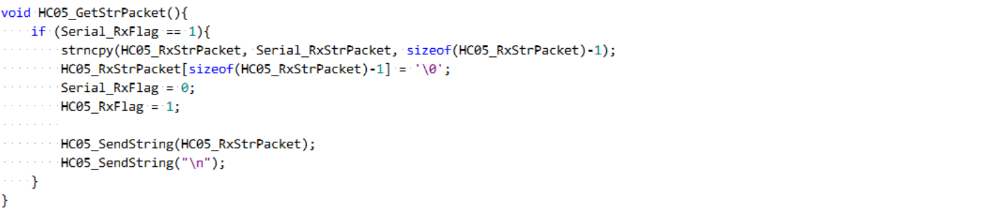 void HC05_GetStrPacket(){
    if (Serial_RxFlag == 1){
        strncpy(HC05_RxStrPacket, Serial_RxStrPacket, sizeof(HC05_RxStrPacket)-1);
        HC05_RxStrPacket[sizeof(HC05_RxStrPacket)-1] = '\0';
        Serial_RxFlag = 0;
        HC05_RxFlag = 1;

        HC05_SendString(HC05_RxStrPacket);
        HC05_SendString("\n");
    }
}